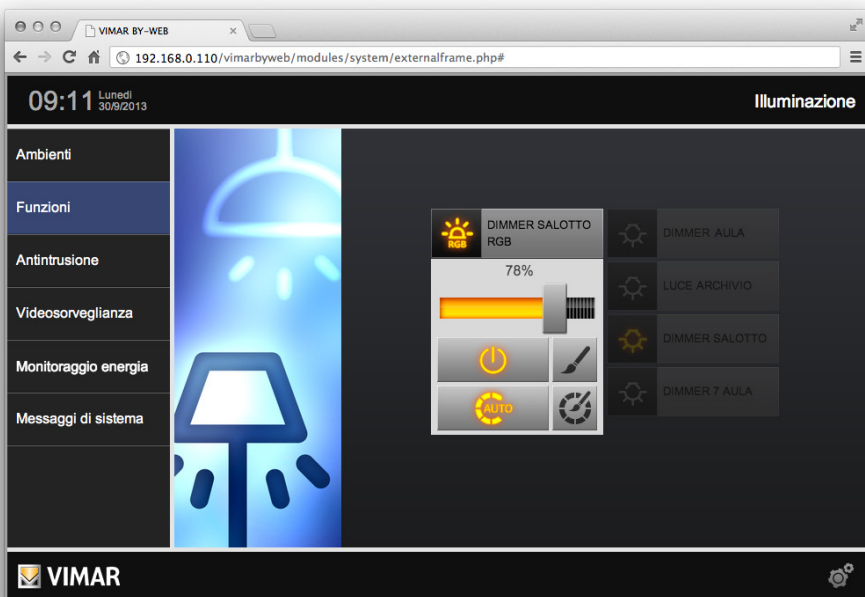 VIMAR BY-WEB
192.168.0.110/vimarbyweb/modules/system/externalframe.php#
09:11
Lunedì
30/9/2013
Illuminazione
Ambienti
Funzioni
Antintrusione
Videosorveglianza
Monitoraggio energia
Messaggi di sistema
RGB
DIMMER SALOTTO
RGB
78%
AUTO
DIMMER AULA
LUCE ARCHIVIO
DIMMER SALOTTO
DIMMER 7 AULA
VIMAR